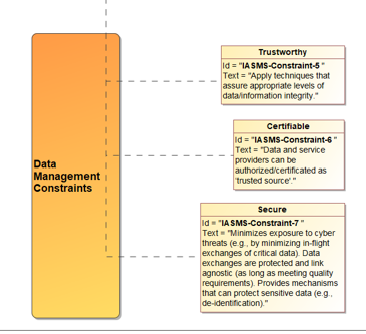 Data
Management
Constraints
Trustworthy
Id = "IASMS-Constraint-5 "
Text = "Apply techniques that
assure appropriate levels of
data/information integrity."
Certifiable
Id = "IASMS-Constraint-6 "
Text = "Data and service
providers can be
authorized/certificated as
'trusted source'."
Secure
Id = "IASMS-Constraint-7 "
Text = "Minimizes exposure to cyber
threats (e.g., by minimizing in-flight
exchanges of critical data). Data
exchanges are protected and link
agnostic (as long as meeting quality
requirements). Provides mechanisms
that can protect sensitive data (e.g.,
de-identification)."